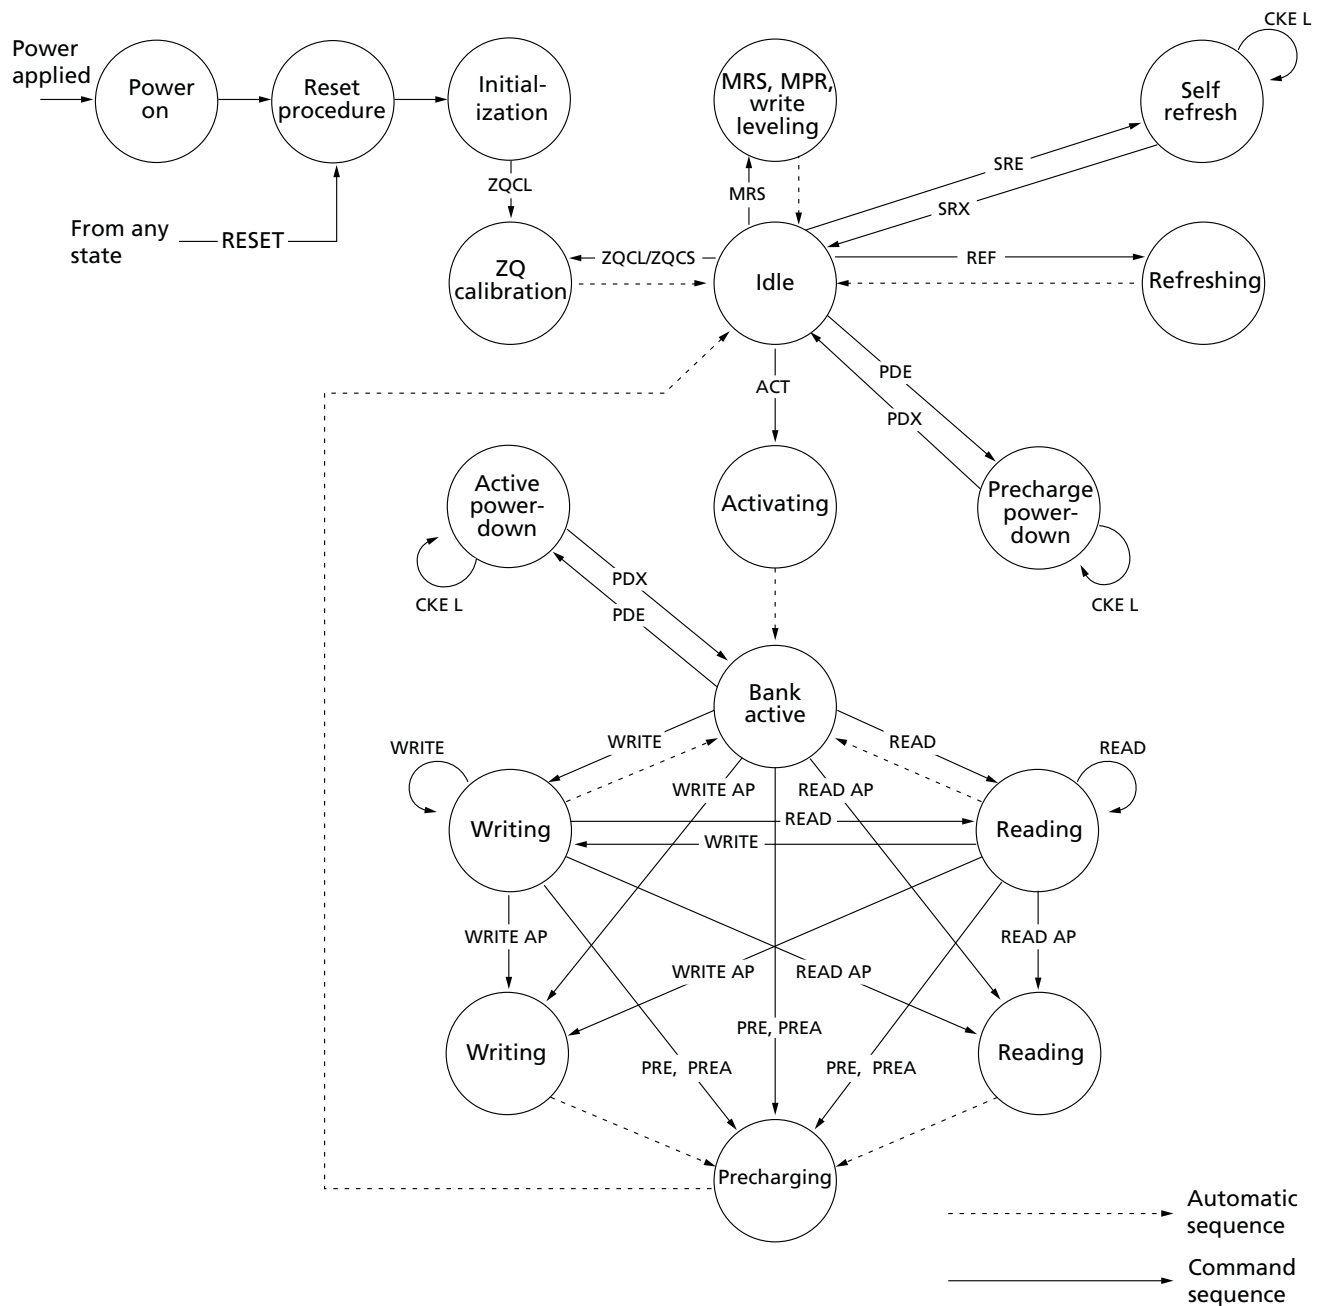 CKE L
Power
applied
Power
on
Reset
procedure
Initial-
ization
MRS, MPR,
write
leveling
Self
refresh
SRE
ZQCL
MRS
SRX
From any
state
RESET
ZQ
calibration
ZQCL/ZQCS
Idle
REF
Refreshing
PDE
ACT
PDX
Active
power-
down
Activating
Precharge
power-
down
PDX
CKE L
PDE
CKE L
Bank
active
WRITE
WRITE
READ
READ
WRITE AP
READ AP
Writing
READ
Reading
WRITE
WRITE AP
READ AP
WRITE AP
READ AP
PRE, PREA
Writing
Reading
PRE, PREA
PRE, PREA
Precharging
Automatic
sequence
Command
sequence